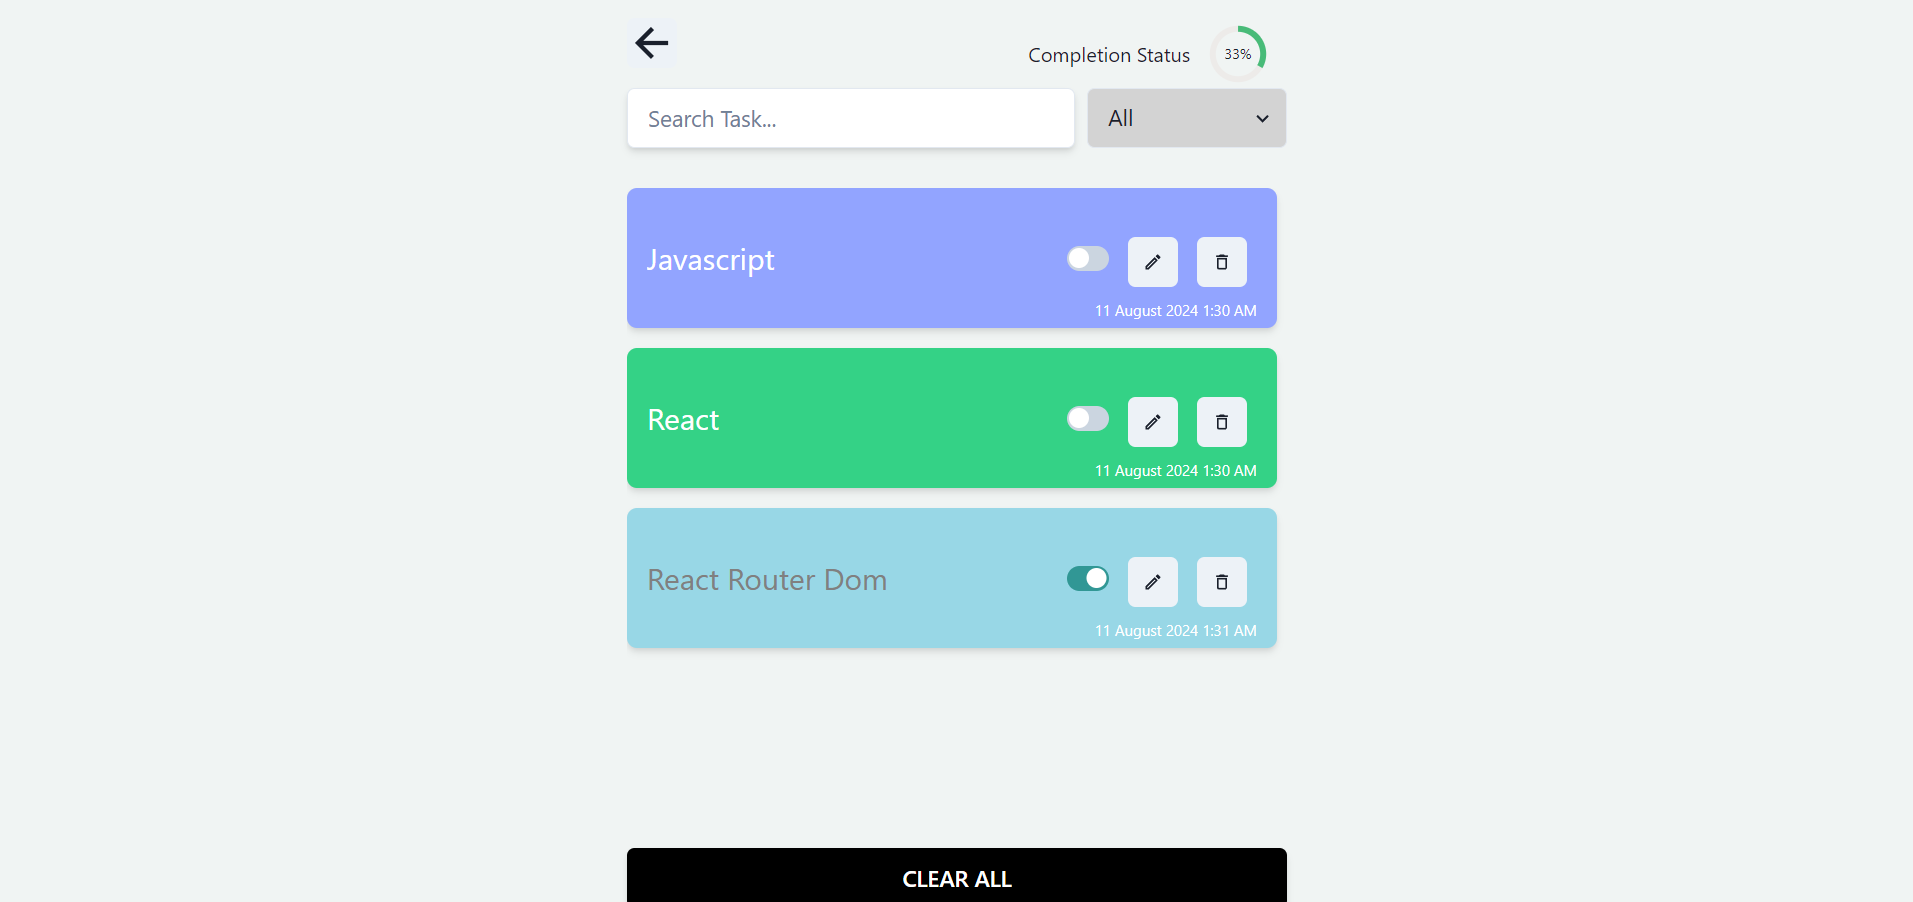 Completion Status 33%
Search Task... All
Javascript
11 August 2024 1:30 AM
React
11 August 2024 1:30 AM
React Router Dom
11 August 2024 1:31 AM
CLEAR ALL